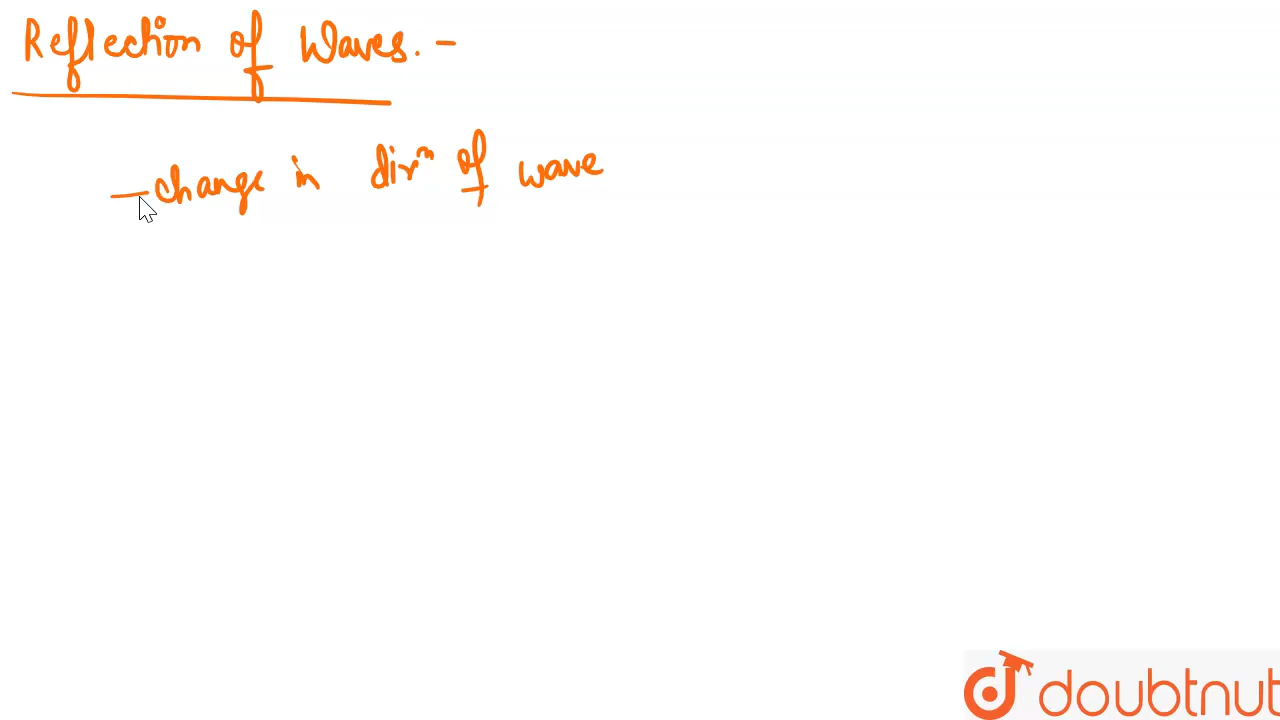 Reflection of Waves. -
- change in dirⁿ of wave
doubtnut